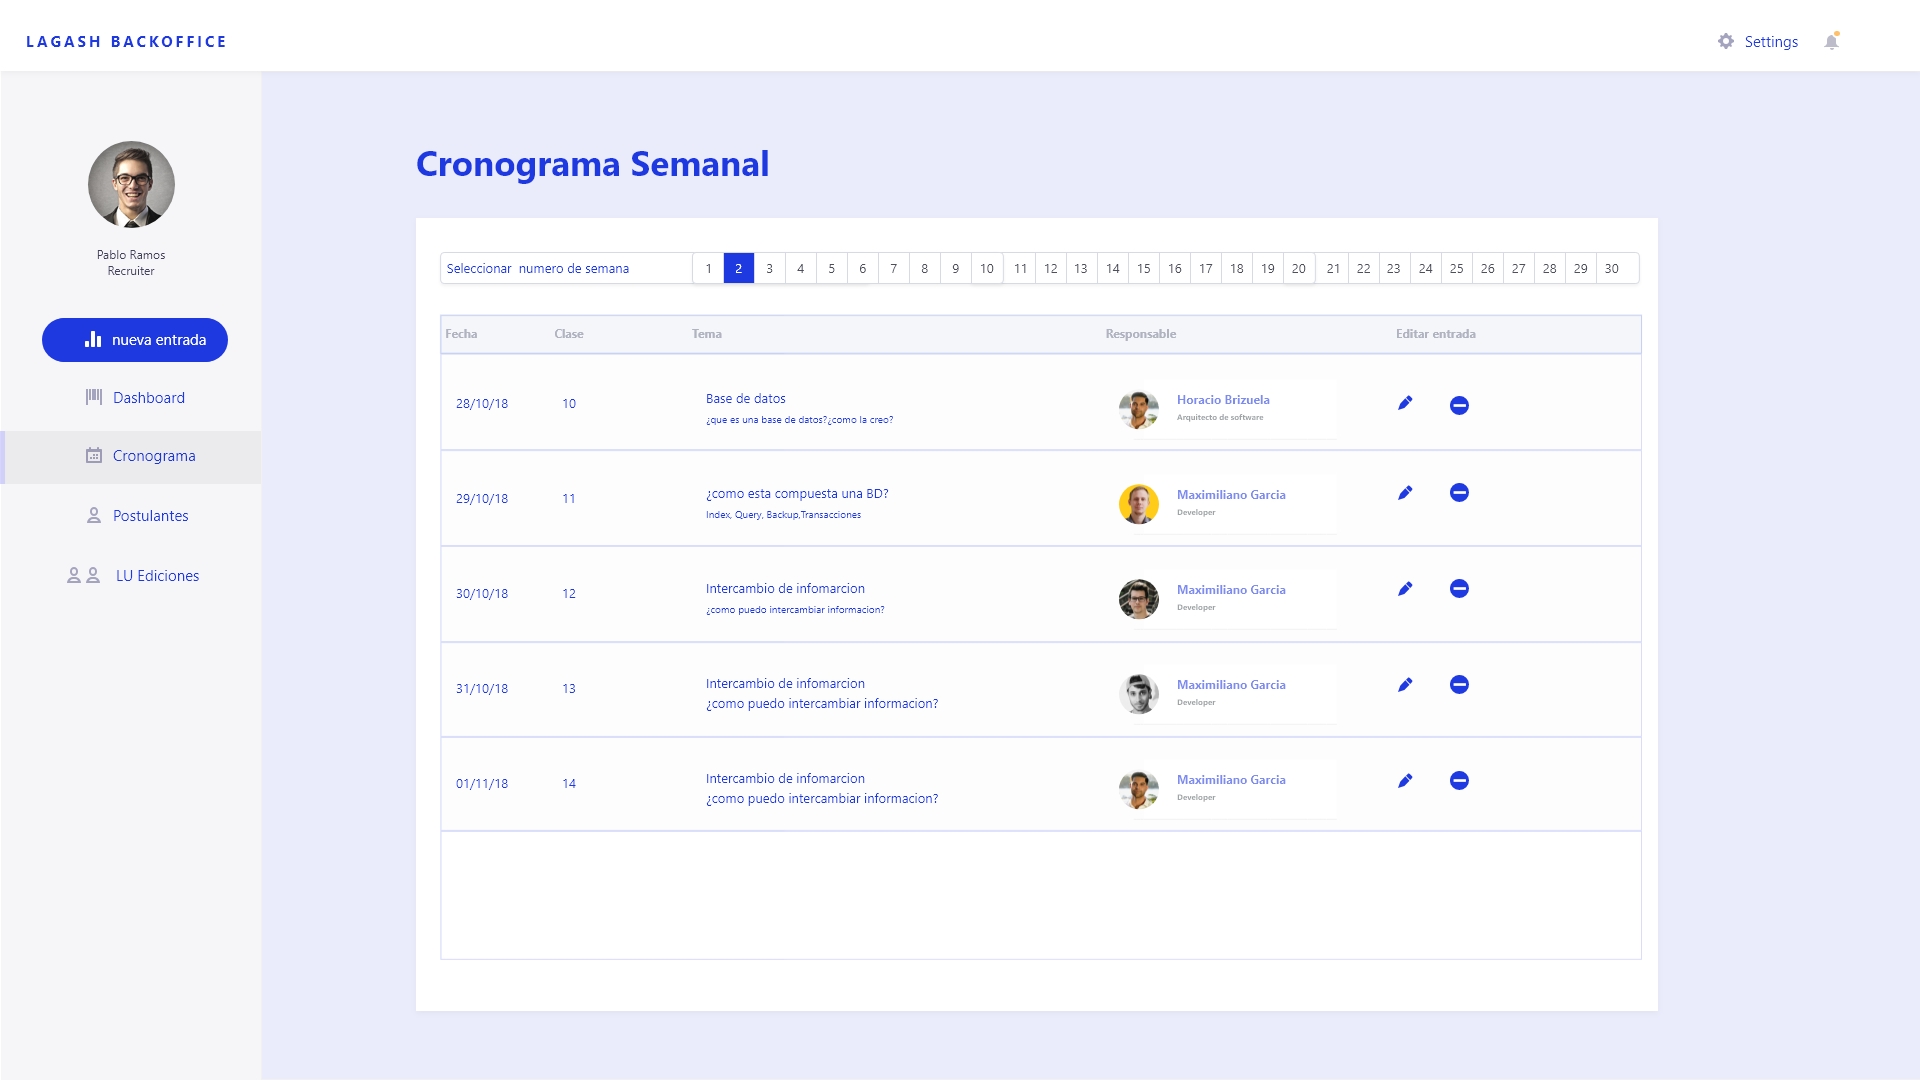 LAGASH BACKOFFICE
Settings
Pablo Ramos
Recruiter
nueva entrada
Dashboard
Cronograma
Postulantes
LU Ediciones
Cronograma Semanal
Seleccionar numero de semana 1 2 3 4 5 6 7 8 9 10 11 12 13 14 15 16 17 18 19 20 21 22 23 24 25 26 27 28 29 30
Fecha Clase Tema Responsable Editar entrada
28/10/18 10 Base de datos Horacio Brizuela
¿que es una base de datos?¿como la creo? Arquitecto de software
29/10/18 11 ¿como esta compuesta una BD? Maximiliano Garcia
Index, Query, Backup,Transacciones Developer
30/10/18 12 Intercambio de infomarcion Maximiliano Garcia
¿como puedo intercambiar informacion? Developer
31/10/18 13 Intercambio de infomarcion Maximiliano Garcia
¿como puedo intercambiar informacion? Developer
01/11/18 14 Intercambio de infomarcion Maximiliano Garcia
¿como puedo intercambiar informacion? Developer